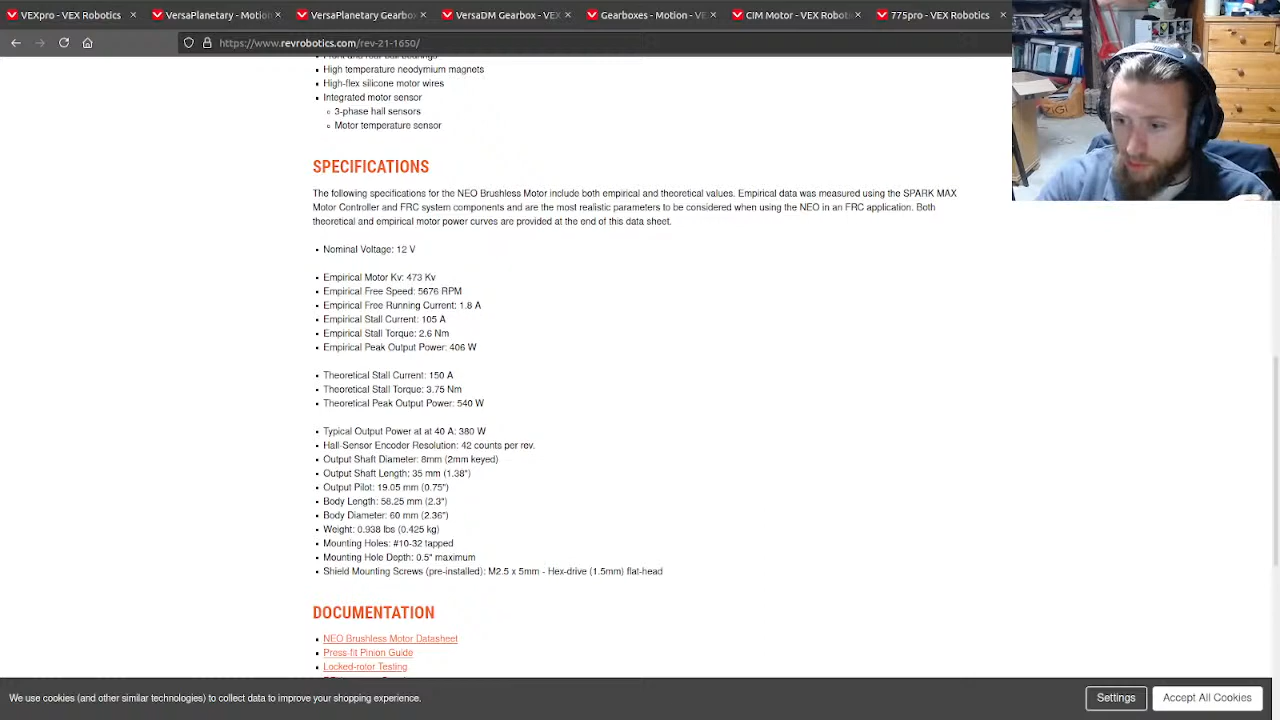 VEXpro - VEX Robotic
VersaPlanetary - Motion
VersaPlanetary Gearbo
VersaDM Gearbox
Gearboxes - Motion - VE
CIM Motor - VEX Robot
775pro - VEX Robotic
https://www.revrobotics.com/rev-21-1650/
Front and rear ball bearings
High temperature neodymium magnets
High-flex silicone motor wires
Integrated motor sensor
3-phase hall sensors
Motor temperature sensor
SPECIFICATIONS
The following specifications for the NEO Brushless Motor include both empirical and theoretical values. Empirical data was measured using the SPARK MAX
Motor Controller and FRC system components and are the most realistic parameters to be considered when using the NEO in an FRC application. Both
theoretical and empirical motor power curves are provided at the end of this data sheet.
Nominal Voltage: 12 V
Empirical Motor Kv: 473 Kv
Empirical Free Speed: 5676 RPM
Empirical Free Running Current: 1.8 A
Empirical Stall Current: 105 A
Empirical Stall Torque: 2.6 Nm
Empirical Peak Output Power: 406 W
Theoretical Stall Current: 150 A
Theoretical Stall Torque: 3.75 Nm
Theoretical Peak Output Power: 540 W
Typical Output Power at at 40 A: 380 W
Hall-Sensor Encoder Resolution: 42 counts per rev.
Output Shaft Diameter: 8mm (2mm keyed)
Output Shaft Length: 35 mm (1.38")
Output Pilot: 19.05 mm (0.75")
Body Length: 58.25 mm (2.3")
Body Diameter: 60 mm (2.36")
Weight: 0.938 lbs (0.425 kg)
Mounting Holes: #10-32 tapped
Mounting Hole Depth: 0.5" maximum
Shield Mounting Screws (pre-installed): M2.5 x 5mm - Hex-drive (1.5mm) flat-head
DOCUMENTATION
NEO Brushless Motor Datasheet
Press-fit Pinion Guide
Locked-rotor Testing
We use cookies (and other similar technologies) to collect data to improve your shopping experience.
Settings
Accept All Cookies